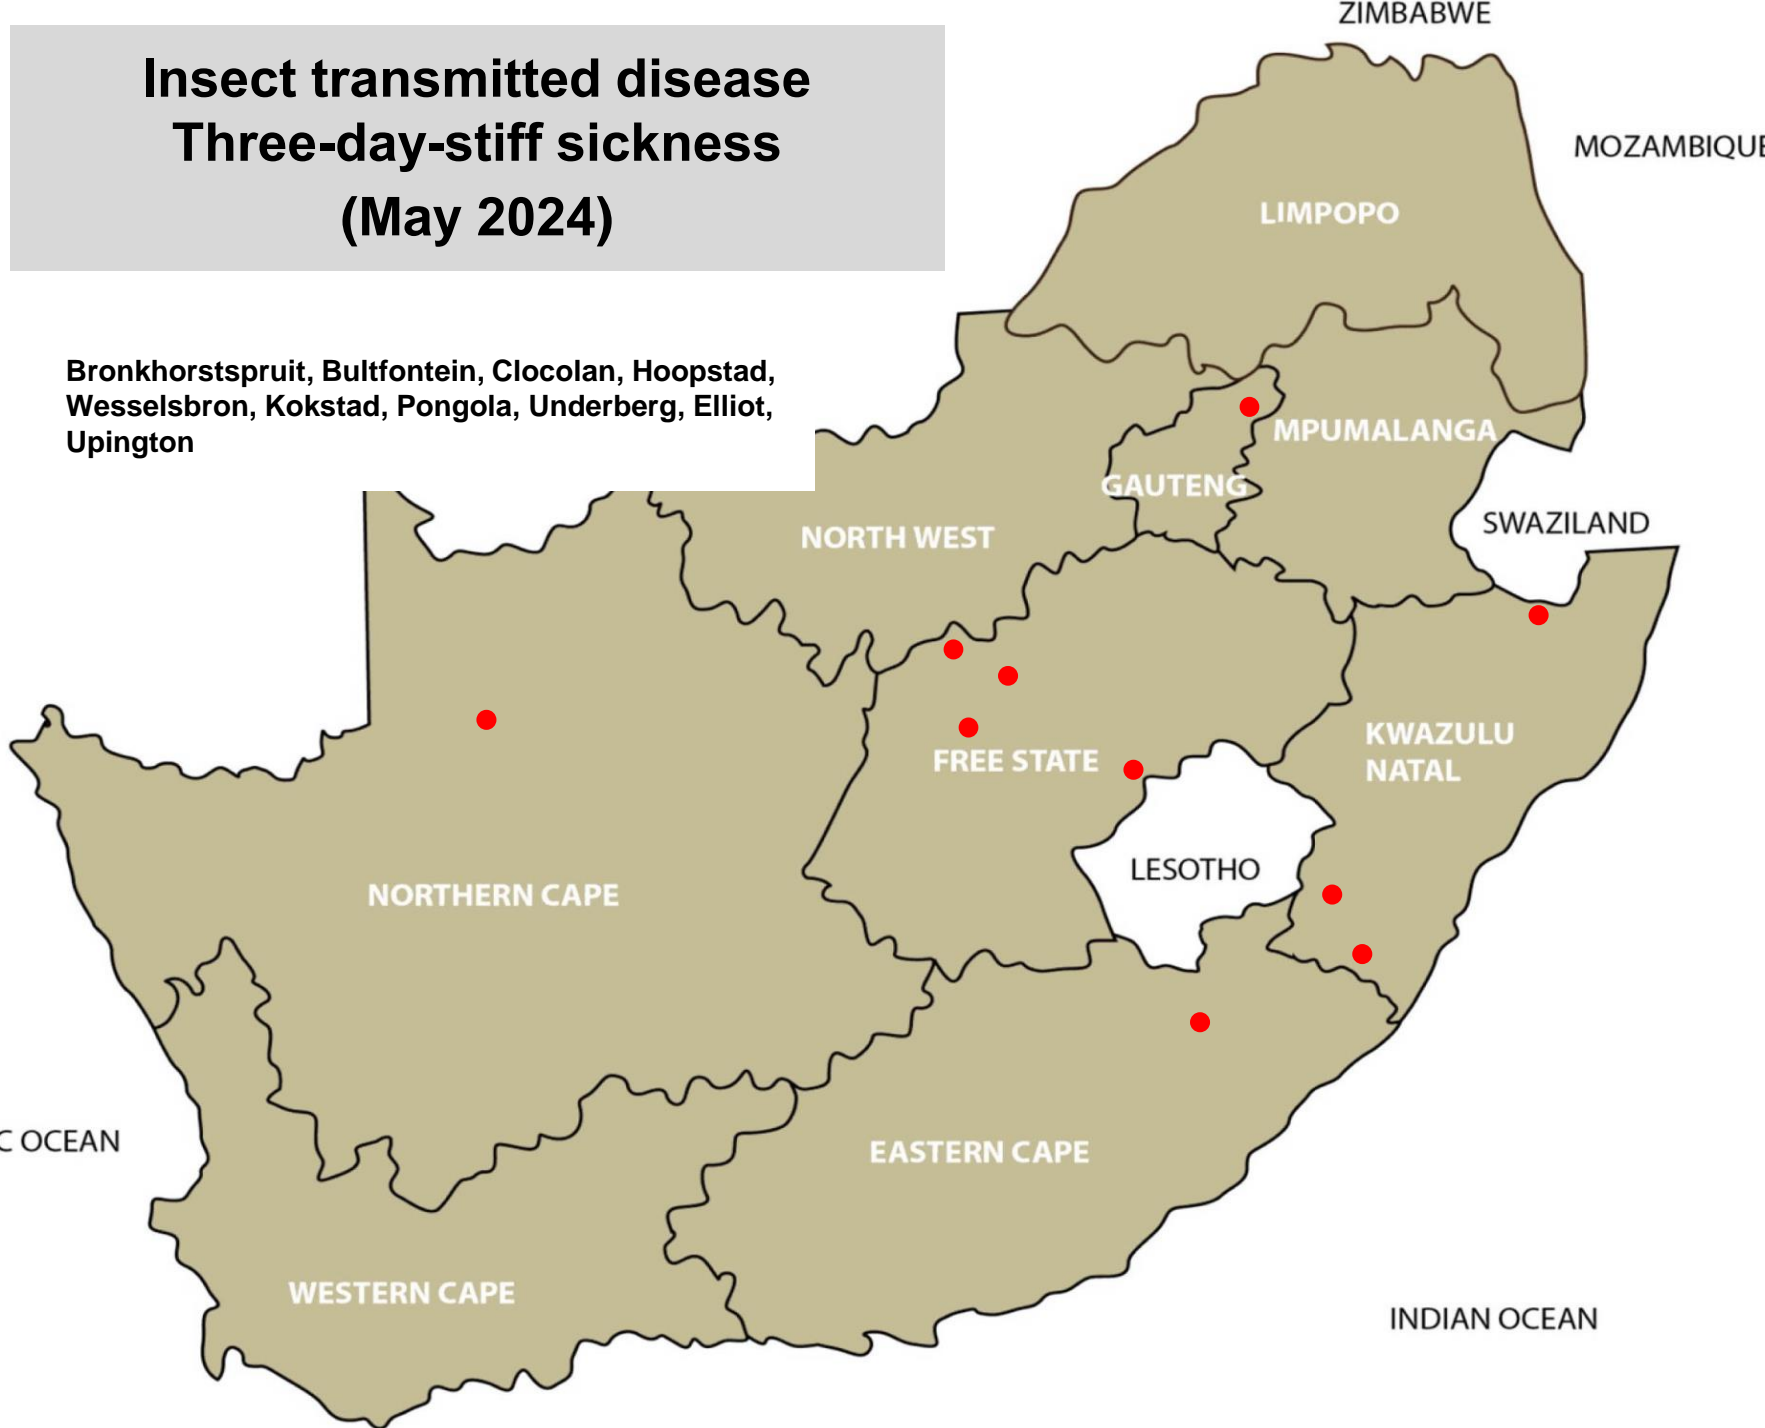 ZIMBABWE
Insect transmitted disease
Three-day-stiff sickness
(May 2024)
MOZAMBIQUE
LIMPOPO
Bronkhorstspruit, Bultfontein, Clocolan, Hoopstad,
Wesselsbron, Kokstad, Pongola, Underberg, Elliot,
Upington
MPUMALANGA
GAUTENG
SWAZILAND
NORTH WEST
KWAZULU
NATAL
FREE STATE
LESOTHO
NORTHERN CAPE
C OCEAN
EASTERN CAPE
WESTERN CAPE
INDIAN OCEAN